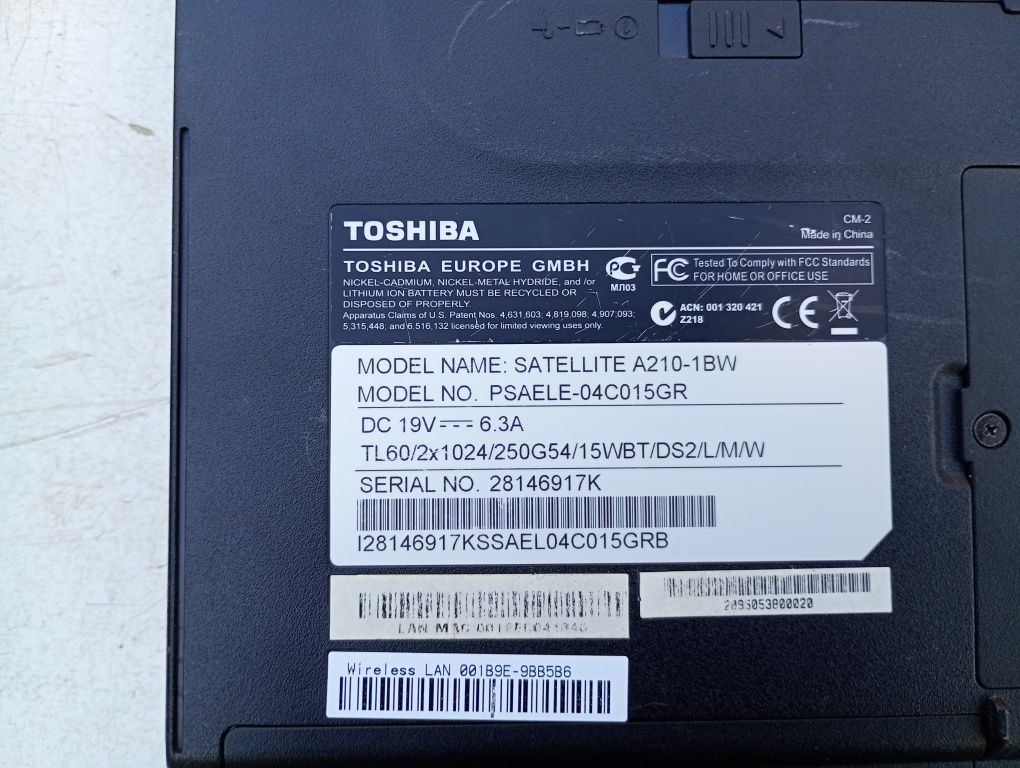 TOSHIBA
CM-2
Made in China
TOSHIBA EUROPE GMBH
NICKEL-CADMIUM, NICKEL-METAL HYDRIDE, and /or
LITHIUM ION BATTERY MUST BE RECYCLED OR
DISPOSED OF PROPERLY.
Apparatus Claims of U.S. Patent Nos. 4,631,603; 4,819,098; 4,907,093;
5,315,448; and 6,516,132 licensed for limited viewing uses only.
МЛ03
FC Tested To Comply with FCC Standards
FOR HOME OR OFFICE USE
ACN: 001 320 421
Z218
CE
MODEL NAME: SATELLITE A210-1BW
MODEL NO. PSAELE-04C015GR
DC 19V 6.3A
TL60/2x1024/250G54/15WBT/DS2/L/M/W
SERIAL NO. 28146917K
I28146917KSSAEL04C015GRB
LAN MAC
2095053800020
Wireless LAN 001B9E-9BB5B6